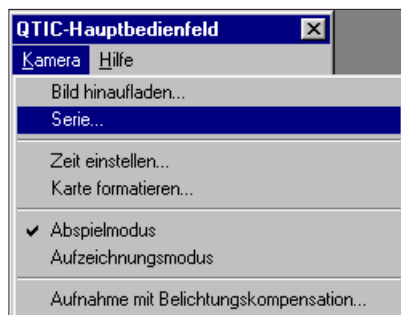 QTIC-Hauptbedienfeld
Kamera Hilfe
Bild hinaufladen...
Serie...
Zeit einstellen...
Karte formatieren...
Abspielmodus
Aufzeichnungsmodus
Aufnahme mit Belichtungskompensation...